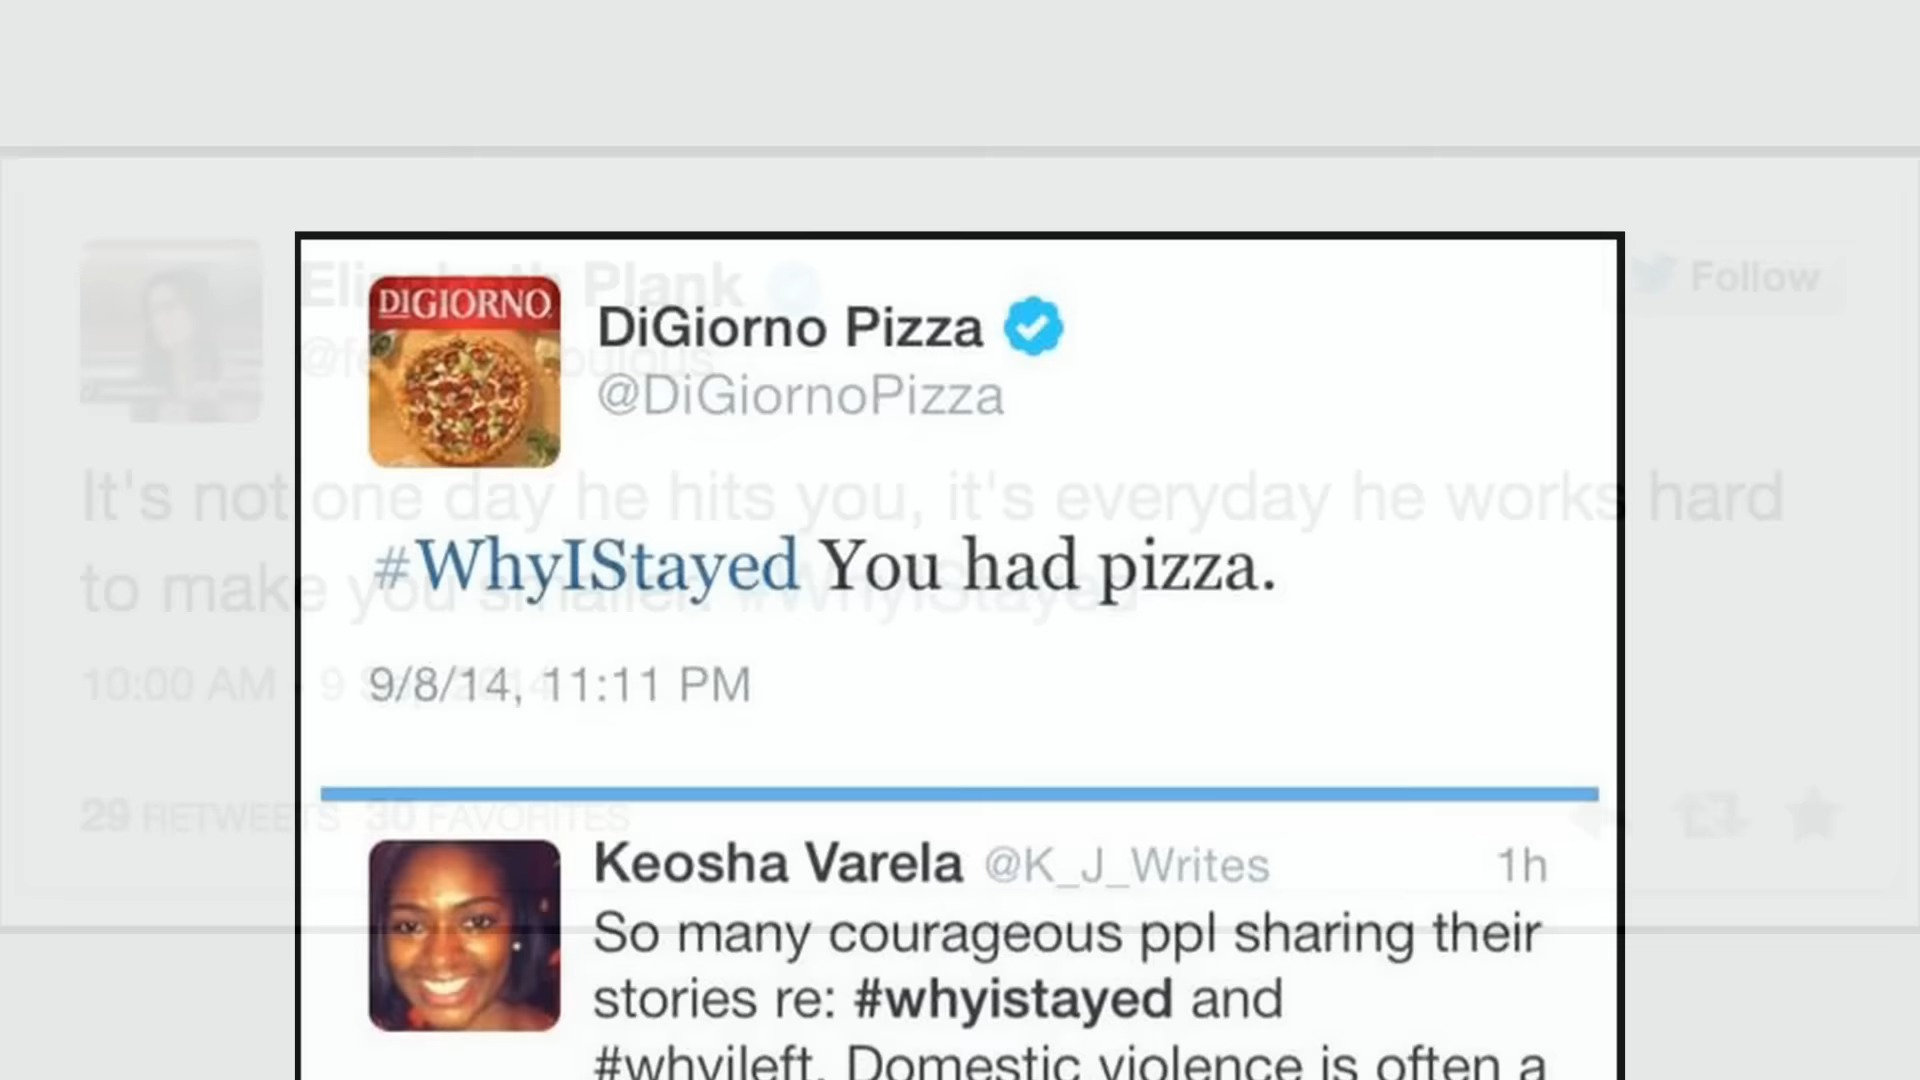 DIGIORNO
DiGiorno Pizza
@DiGiornoPizza
#WhyIStayed You had pizza.
9/8/14, 11:11 PM
Keosha Varela @K_J_Writes 1h
So many courageous ppl sharing their
stories re: #whyistayed and
#whyileft. Domestic violence is often a
Plank
Follow
It's not one day he hits you, it's everyday he works hard
to make you smaller. #WhyIStayed
10:00 AM · 9
29 RETWEETS 30 FAVORITES